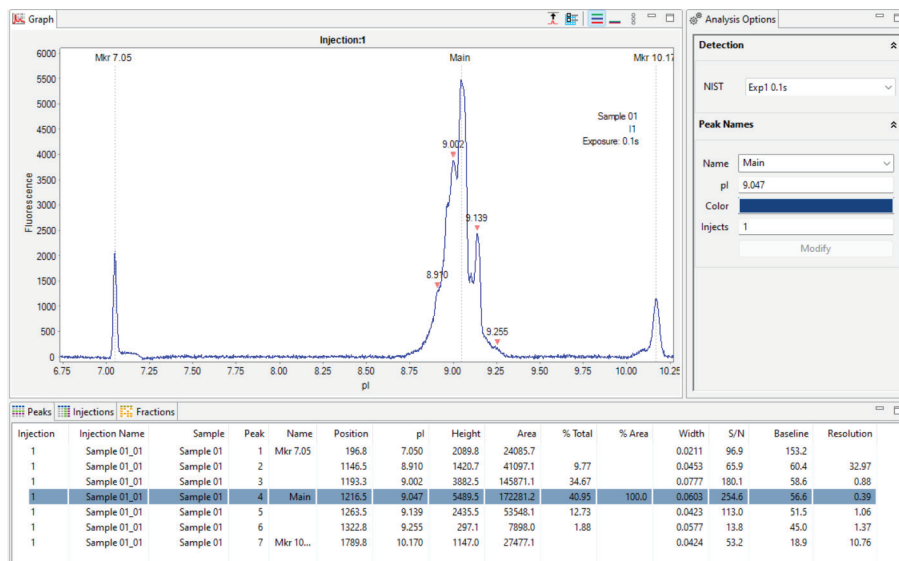 Graph
Injection:1
6000
5500
5000
4500
4000
3500
3000
2500
2000
1500
1000
500
0
Fluorescence
Mkr 7.05
Main
Mkr 10.17
Sample 01
I1
Exposure: 0.1s
9.002
9.139
8.910
9.255
6.75 7.00 7.25 7.50 7.75 8.00 8.25 8.50 8.75 9.00 9.25 9.50 9.75 10.00 10.25
pI
Analysis Options
Detection
NIST Exp1 0.1s
Peak Names
Name Main
pI 9.047
Color
Injects 1
Modify
Peaks Injections Fractions
Injection Injection Name Sample Peak Name Position pI Height Area % Total % Area Width S/N Baseline Resolution
1 Sample 01_01 Sample 01 1 Mkr 7.05 196.8 7.050 2089.8 24085.7 0.0211 96.9 153.2
1 Sample 01_01 Sample 01 2 1146.5 8.910 1420.7 41097.1 9.77 0.0453 65.9 60.4 32.97
1 Sample 01_01 Sample 01 3 1193.3 9.002 3882.5 145871.1 34.67 0.0777 180.1 58.6 0.88
1 Sample 01_01 Sample 01 4 Main 1216.5 9.047 5489.5 172281.2 40.95 100.0 0.0603 254.6 56.6 0.39
1 Sample 01_01 Sample 01 5 1263.5 9.139 2435.5 53548.1 12.73 0.0423 113.0 51.5 1.06
1 Sample 01_01 Sample 01 6 1322.8 9.255 297.1 7898.0 1.88 0.0577 13.8 45.0 1.37
1 Sample 01_01 Sample 01 7 Mkr 10... 1789.8 10.170 1147.0 27477.1 0.0424 53.2 18.9 10.76